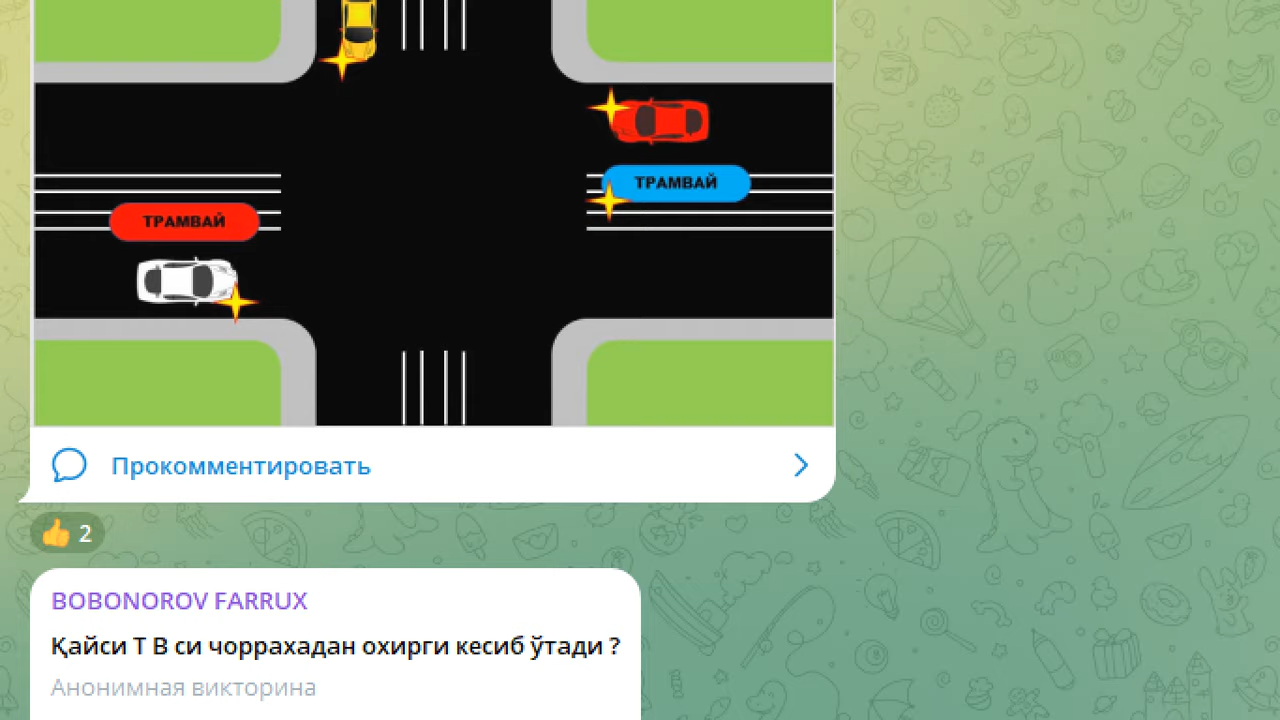 ТРАМВАЙ
ТРАМВАЙ
Прокомментировать
2
BOBONOROV FARRUX
Қайси Т В си чоррахадан охирги кесиб ўтади ?
Анонимная викторина